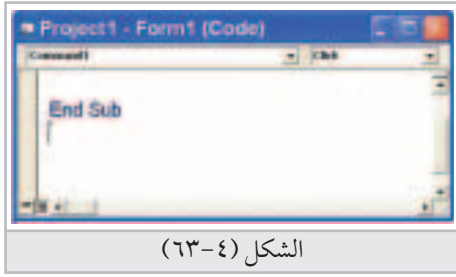 Project1 - Form1 (Code)
Command1 Click
End Sub
الشكل (٤-٦٣)